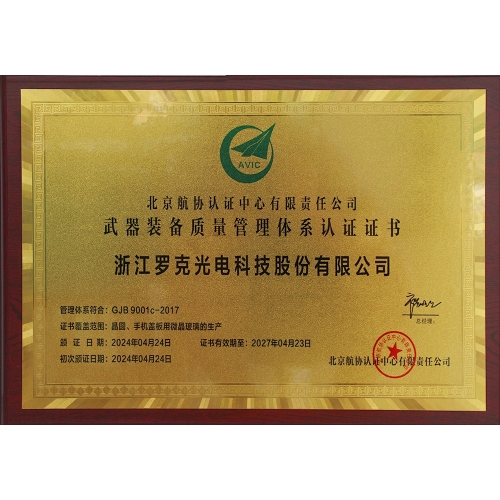 AVIC
北京航协认证中心有限责任公司
武器装备质量管理体系认证证书
浙江罗克光电科技股份有限公司
管理体系符合：GJB 9001c-2017
证书覆盖范围：晶圆、手机盖板用微晶玻璃的生产
颁 证 日 期：2024年04月24日 证书有效期至：2027年04月23日
初次颁证日期：2024年04月24日
总经理：
北京航协认证中心有限责任公司